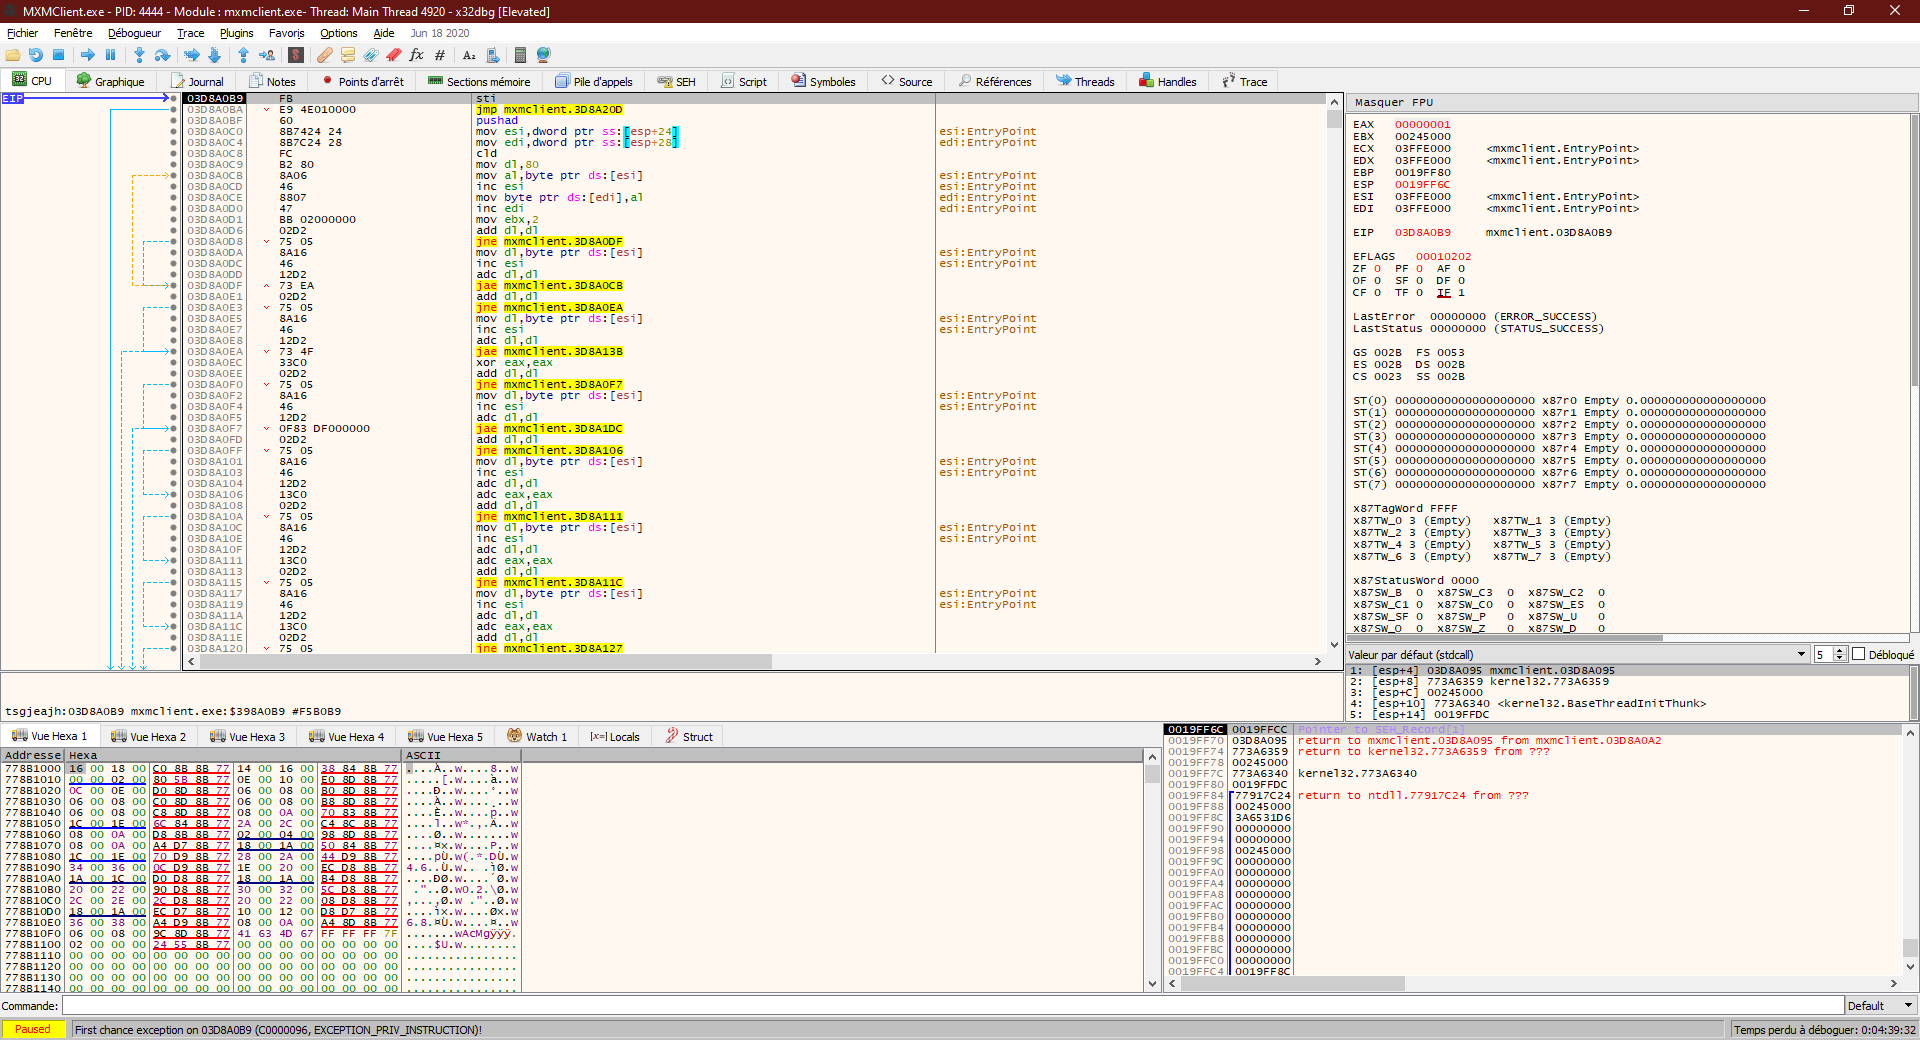 MXMClient.exe - PID: 4444 - Module : mxmclient.exe- Thread: Main Thread 4920 - x32dbg [Elevated]
Fichier Fenêtre Débogueur Trace Plugins Favoris Options Aide Jun 18 2020
CPU Graphique Journal Notes Points d'arrêt Sections mémoire Pile d'appels SEH Script Symboles Source Références Threads Handles Trace
EIP
03D8A0B9 FB sti
03D8A0BA E9 4E010000 jmp mxmclient.3D8A20D
03D8A0BF 60 pushad
03D8A0C0 8B7424 24 mov esi,dword ptr ss:[esp+24] esi:EntryPoint
03D8A0C4 8B7C24 28 mov edi,dword ptr ss:[esp+28] edi:EntryPoint
03D8A0C8 FC cld
03D8A0C9 B2 80 mov dl,80
03D8A0CB 8A06 mov al,byte ptr ds:[esi] esi:EntryPoint
03D8A0CD 46 inc esi esi:EntryPoint
03D8A0CE 8807 mov byte ptr ds:[edi],al edi:EntryPoint
03D8A0D0 47 inc edi edi:EntryPoint
03D8A0D1 BB 02000000 mov ebx,2
03D8A0D6 02D2 add dl,dl
03D8A0D8 75 05 jne mxmclient.3D8A0DF
03D8A0DA 8A16 mov dl,byte ptr ds:[esi] esi:EntryPoint
03D8A0DC 46 inc esi esi:EntryPoint
03D8A0DD 12D2 adc dl,dl
03D8A0DF 73 EA jae mxmclient.3D8A0CB
03D8A0E1 02D2 add dl,dl
03D8A0E3 75 05 jne mxmclient.3D8A0EA
03D8A0E5 8A16 mov dl,byte ptr ds:[esi] esi:EntryPoint
03D8A0E7 46 inc esi esi:EntryPoint
03D8A0E8 12D2 adc dl,dl
03D8A0EA 73 4F jae mxmclient.3D8A13B
03D8A0EC 33C0 xor eax,eax
03D8A0EE 02D2 add dl,dl
03D8A0F0 75 05 jne mxmclient.3D8A0F7
03D8A0F2 8A16 mov dl,byte ptr ds:[esi] esi:EntryPoint
03D8A0F4 46 inc esi esi:EntryPoint
03D8A0F5 12D2 adc dl,dl
03D8A0F7 0F83 DF000000 jae mxmclient.3D8A1DC
03D8A0FD 02D2 add dl,dl
03D8A0FF 75 05 jne mxmclient.3D8A106
03D8A101 8A16 mov dl,byte ptr ds:[esi] esi:EntryPoint
03D8A103 46 inc esi esi:EntryPoint
03D8A104 12D2 adc dl,dl
03D8A106 13C0 adc eax,eax
03D8A108 02D2 add dl,dl
03D8A10A 75 05 jne mxmclient.3D8A111
03D8A10C 8A16 mov dl,byte ptr ds:[esi] esi:EntryPoint
03D8A10E 46 inc esi esi:EntryPoint
03D8A10F 12D2 adc dl,dl
03D8A111 13C0 adc eax,eax
03D8A113 02D2 add dl,dl
03D8A115 75 05 jne mxmclient.3D8A11C
03D8A117 8A16 mov dl,byte ptr ds:[esi] esi:EntryPoint
03D8A119 46 inc esi esi:EntryPoint
03D8A11A 12D2 adc dl,dl
03D8A11C 13C0 adc eax,eax
03D8A11E 02D2 add dl,dl
03D8A120 75 05 jne mxmclient.3D8A127
Masquer FPU
EAX 00000001
EBX 00245000
ECX 03FFE000 <mxmclient.EntryPoint>
EDX 03FFE000 <mxmclient.EntryPoint>
EBP 0019FF80
ESP 0019FF6C
ESI 03FFE000 <mxmclient.EntryPoint>
EDI 03FFE000 <mxmclient.EntryPoint>
EIP 03D8A0B9 mxmclient.03D8A0B9
EFLAGS 00010202
ZF 0 PF 0 AF 0
OF 0 SF 0 DF 0
CF 0 TF 0 IF 1
LastError 00000000 (ERROR_SUCCESS)
LastStatus 00000000 (STATUS_SUCCESS)
GS 002B FS 0053
ES 002B DS 002B
CS 0023 SS 002B
ST(0) 00000000000000000000 x87r0 Empty 0.000000000000000000
ST(1) 00000000000000000000 x87r1 Empty 0.000000000000000000
ST(2) 00000000000000000000 x87r2 Empty 0.000000000000000000
ST(3) 00000000000000000000 x87r3 Empty 0.000000000000000000
ST(4) 00000000000000000000 x87r4 Empty 0.000000000000000000
ST(5) 00000000000000000000 x87r5 Empty 0.000000000000000000
ST(6) 00000000000000000000 x87r6 Empty 0.000000000000000000
ST(7) 00000000000000000000 x87r7 Empty 0.000000000000000000
x87TagWord FFFF
x87TW_0 3 (Empty) x87TW_1 3 (Empty)
x87TW_2 3 (Empty) x87TW_3 3 (Empty)
x87TW_4 3 (Empty) x87TW_5 3 (Empty)
x87TW_6 3 (Empty) x87TW_7 3 (Empty)
x87StatusWord 0000
x87SW_B 0 x87SW_C3 0 x87SW_C2 0
x87SW_C1 0 x87SW_C0 0 x87SW_ES 0
x87SW_SF 0 x87SW_P 0 x87SW_U 0
x87SW_O 0 x87SW_Z 0 x87SW_D 0
Valeur par défaut (stdcall) 5 Débloqué
1: [esp+4] 03D8A095 mxmclient.03D8A095
2: [esp+8] 773A6359 kernel32.773A6359
3: [esp+C] 00245000
4: [esp+10] 773A6340 <kernel32.BaseThreadInitThunk>
5: [esp+14] 0019FFDC
tsgjeajh:03D8A0B9 mxmclient.exe:$398A0B9 #F5B0B9
Vue Hexa 1 Vue Hexa 2 Vue Hexa 3 Vue Hexa 4 Vue Hexa 5 Watch 1 [x=] Locals Struct
Addresse Hexa ASCII
778B1000 16 00 18 00 C0 8B 8B 77 14 00 16 00 38 84 8B 77 ....À..w....8..w
778B1010 00 00 02 00 80 5B 8B 77 0E 00 10 00 E0 8D 8B 77 .....[.w....à..w
778B1020 0C 00 0E 00 D0 8D 8B 77 06 00 08 00 B0 8D 8B 77 ....Ð..w....°..w
778B1030 06 00 08 00 C0 8D 8B 77 06 00 08 00 B8 8D 8B 77 ....À..w.......w
778B1040 06 00 08 00 C8 8D 8B 77 08 00 0A 00 70 83 8B 77 ....È..w....p..w
778B1050 1C 00 1E 00 6C 84 8B 77 2A 00 2C 00 C4 8C 8B 77 ....l..w*.,.Ä..w
778B1060 08 00 0A 00 D8 8B 8B 77 02 00 04 00 98 8D 8B 77 ....Ø..w.......w
778B1070 08 00 0A 00 A4 D7 8B 77 18 00 1A 00 50 84 8B 77 ....¤×.w....P..w
778B1080 1C 00 1E 00 70 D9 8B 77 28 00 2A 00 44 D9 8B 77 ....pÙ.w(.*.DÙ.w
778B1090 34 00 36 00 0C D9 8B 77 1E 00 20 00 EC D8 8B 77 4.6..Ù.w.. .ìØ.w
778B10A0 1A 00 1C 00 D0 D8 8B 77 18 00 1A 00 B4 D8 8B 77 ....ÐØ.w....´Ø.w
778B10B0 20 00 22 00 90 D8 8B 77 30 00 32 00 5C D8 8B 77 ."..Ø.w0.2.\Ø.w
778B10C0 2C 00 2E 00 2C D8 8B 77 20 00 22 00 08 D8 8B 77 ,...,Ø.w ."..Ø.w
778B10D0 18 00 1A 00 EC D7 8B 77 10 00 12 00 D8 D7 8B 77 ....ì×.w....Ø×.w
778B10E0 36 00 38 00 A4 D9 8B 77 08 00 0A 00 A4 8D 8B 77 6.8.¤Ù.w....¤..w
778B10F0 06 00 08 00 9C 8D 8B 77 41 63 4D 67 FF FF FF 7F .......wAcMgÿÿÿ.
778B1100 02 00 00 00 24 55 8B 77 00 00 00 00 00 00 00 00 ....$U.w........
778B1110 00 00 00 00 00 00 00 00 00 00 00 00 00 00 00 00 ................
778B1120 00 00 00 00 00 00 00 00 00 00 00 00 00 00 00 00 ................
778B1130 00 00 00 00 00 00 00 00 00 00 00 00 00 00 00 00 ................
778B1140 00 00 00 00 00 00 00 00 00 00 00 00 00 00 00 00 ................
0019FF6C 0019FFCC Pointer to SEH_Record[1]
0019FF70 03D8A095 return to mxmclient.03D8A095 from mxmclient.03D8A0A2
0019FF74 773A6359 return to kernel32.773A6359 from ???
0019FF78 00245000
0019FF7C 773A6340 kernel32.773A6340
0019FF80 0019FFDC
0019FF84 77917C24 return to ntdll.77917C24 from ???
0019FF88 00245000
0019FF8C 3A6531D6
0019FF90 00000000
0019FF94 00000000
0019FF98 00245000
0019FF9C 00000000
0019FFA0 00000000
0019FFA4 00000000
0019FFA8 00000000
0019FFAC 00000000
0019FFB0 00000000
0019FFB4 00000000
0019FFB8 00000000
0019FFBC 00000000
0019FFC0 00000000
0019FFC4 0019FF8C
Commande: Default
Paused First chance exception on 03D8A0B9 (C0000096, EXCEPTION_PRIV_INSTRUCTION)! Temps perdu à déboguer: 0:04:39:32